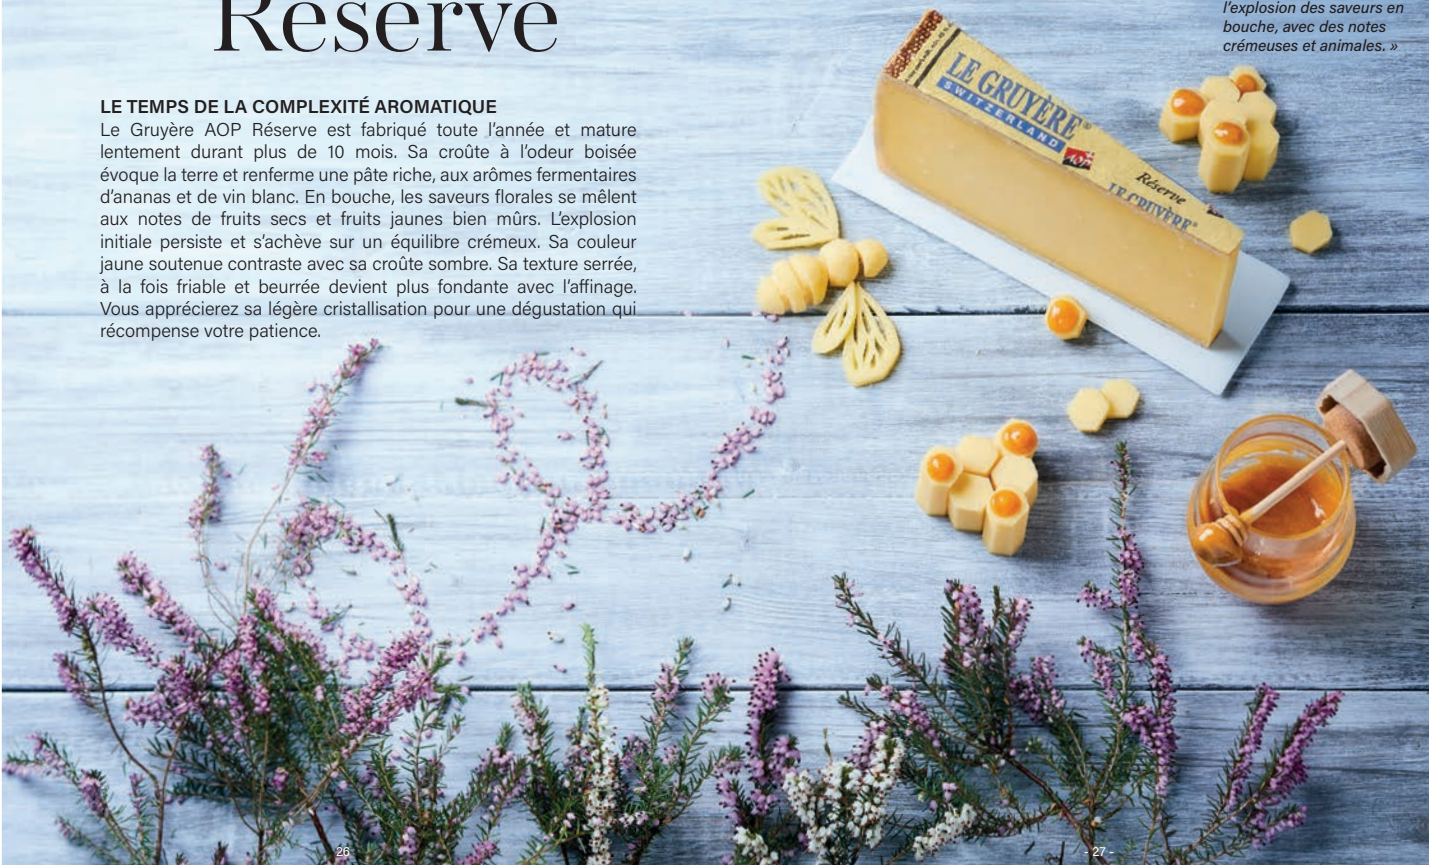 Réserve
l'explosion des saveurs en
bouche, avec des notes
crémeuses et animales. »
LE TEMPS DE LA COMPLEXITÉ AROMATIQUE
Le Gruyère AOP Réserve est fabriqué toute l'année et mature
lentement durant plus de 10 mois. Sa croûte à l'odeur boisée
évoque la terre et renferme une pâte riche, aux arômes fermentaires
d'ananas et de vin blanc. En bouche, les saveurs florales se mêlent
aux notes de fruits secs et fruits jaunes bien mûrs. L'explosion
initiale persiste et s'achève sur un équilibre crémeux. Sa couleur
jaune soutenue contraste avec sa croûte sombre. Sa texture serrée,
à la fois friable et beurrée devient plus fondante avec l'affinage.
Vous apprécierez sa légère cristallisation pour une dégustation qui
récompense votre patience.
LE GRUYÈRE®
SWITZERLAND
AOP
Réserve
LE GRUYÈRE®
26
- 27 -